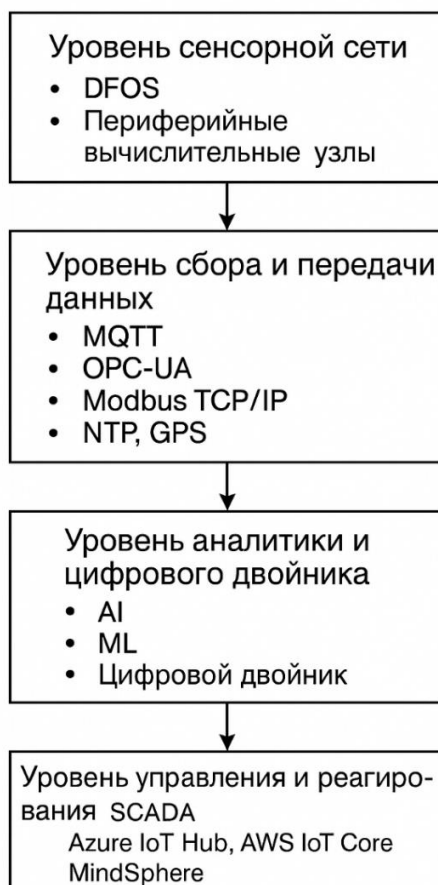 Уровень сенсорной сети
• DFOS
• Периферийные
вычислительные узлы
Уровень сбора и передачи
данных
• MQTT
• OPC-UA
• Modbus TCP/IP
• NTP, GPS
Уровень аналитики и
цифрового двойника
• AI
• ML
• Цифровой двойник
Уровень управления и реагиро-
вания SCADA
Azure IoT Hub, AWS IoT Core
MindSphere